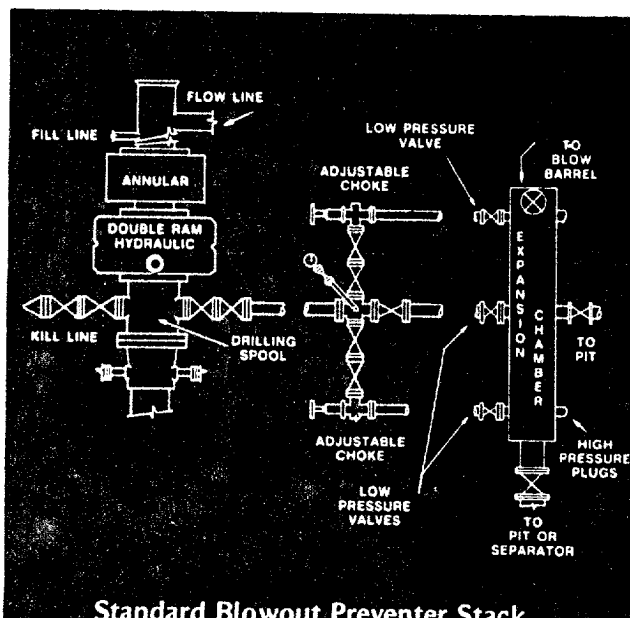 FLOW LINE
FILL LINE
ANNULAR
DOUBLE RAM
HYDRAULIC
KILL LINE
DRILLING
SPOOL
ADJUSTABLE
CHOKE
ADJUSTABLE
CHOKE
LOW PRESSURE
VALVE
TO
BLOW
BARREL
EXPANSION
CHAMBER
TO
PIT
LOW
PRESSURE
VALVES
HIGH
PRESSURE
PLUGS
TO
PIT OR
SEPARATOR
Standard Blowout Preventer Stack